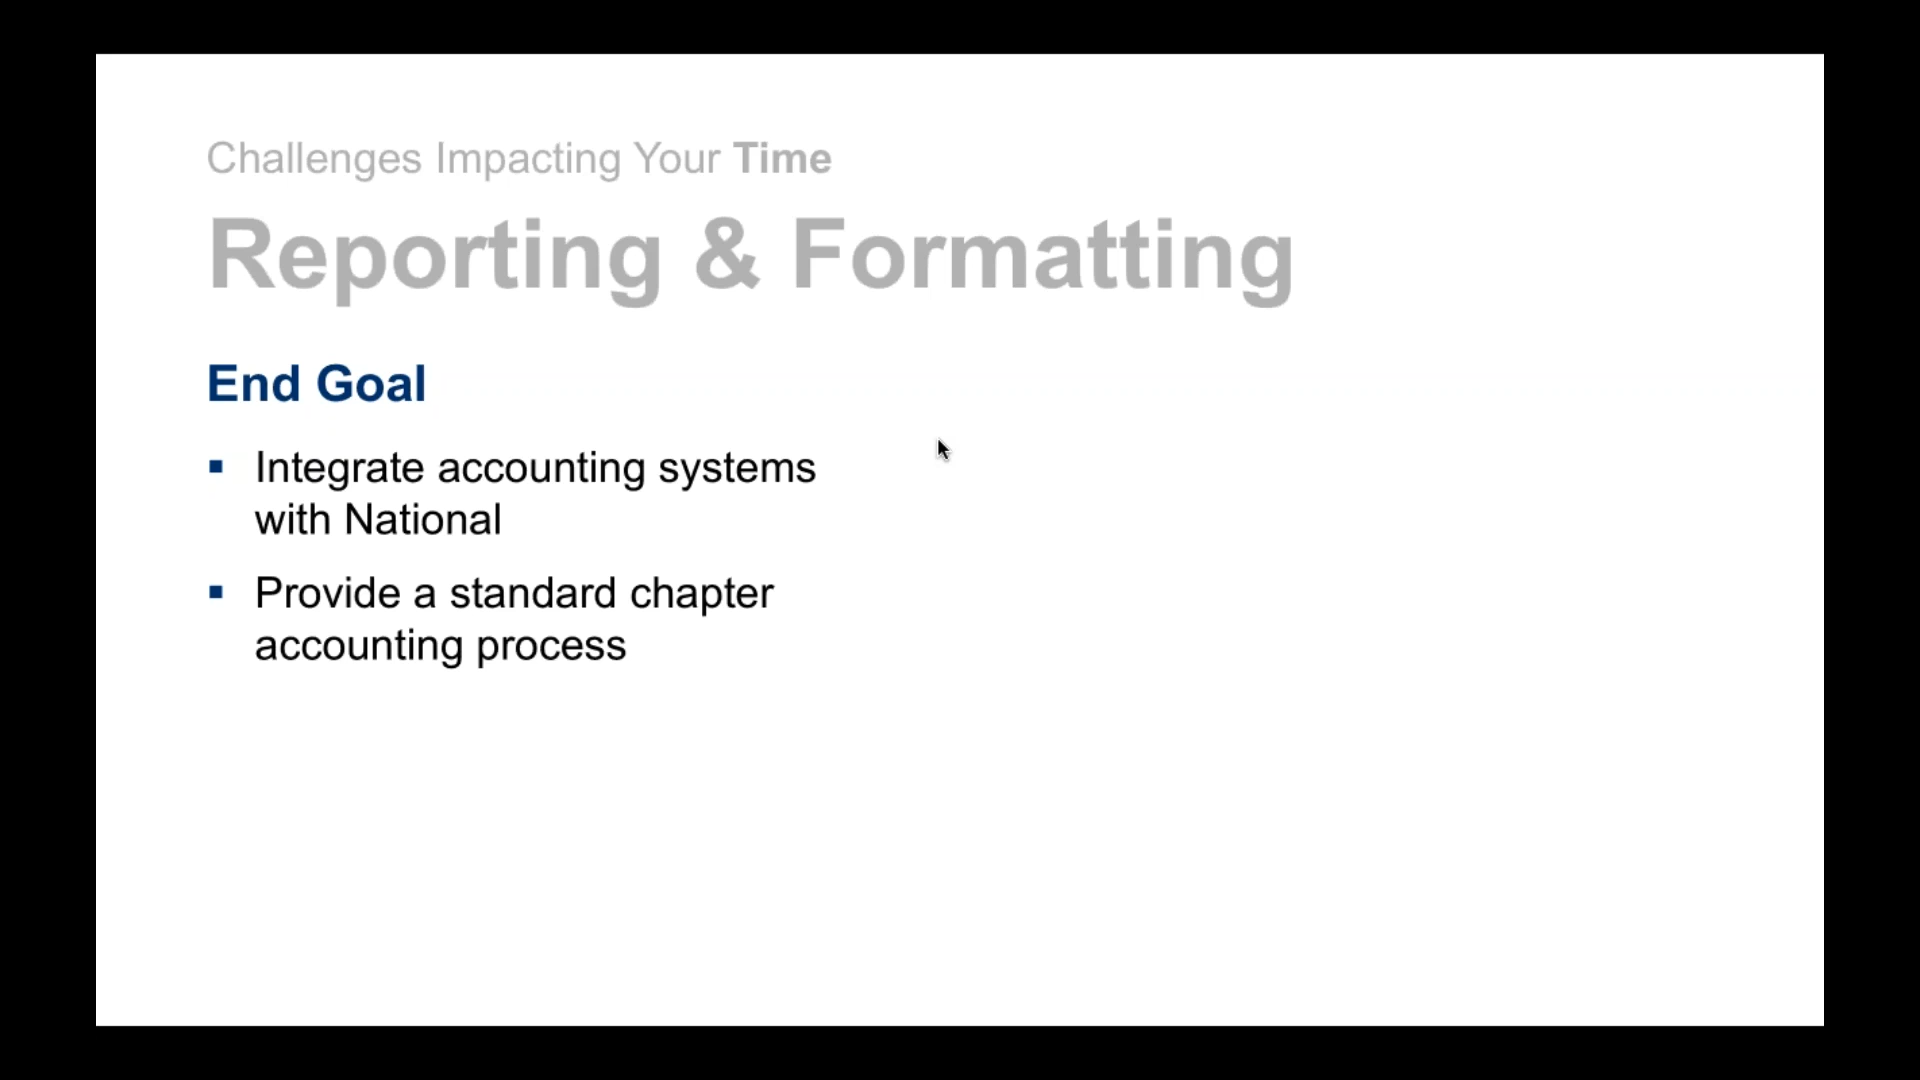 Challenges Impacting Your Time
Reporting & Formatting
End Goal
▪ Integrate accounting systems
with National
▪ Provide a standard chapter
accounting process